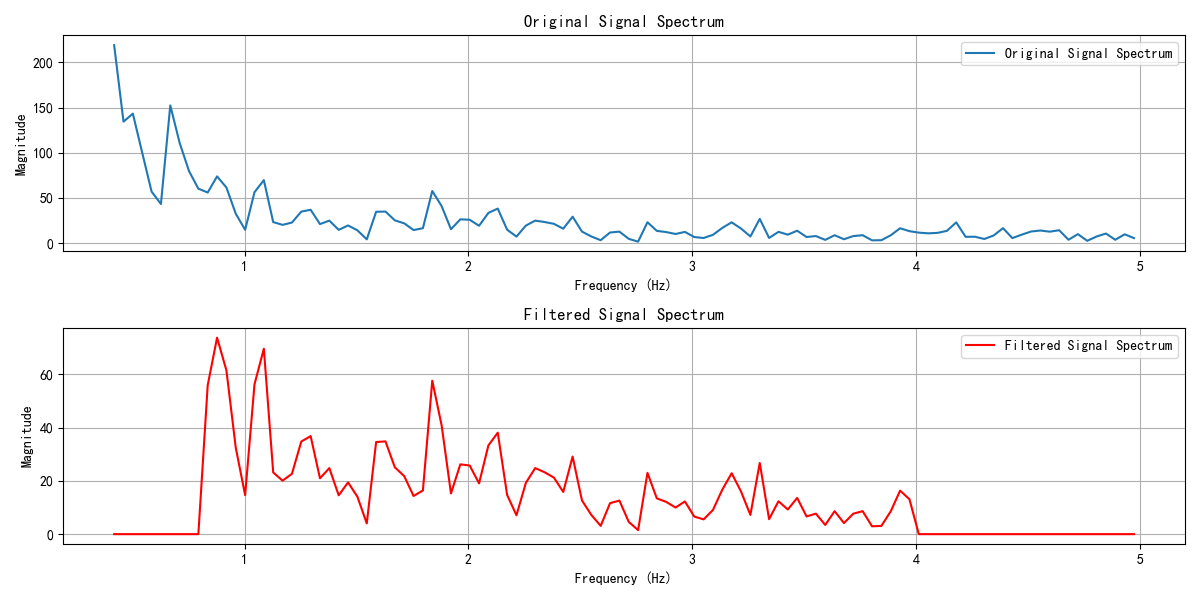 Original Signal Spectrum
200
150
100
50
0
Magnitude
Original Signal Spectrum
1 2 3 4 5
Frequency (Hz)
Filtered Signal Spectrum
60
40
20
0
Magnitude
Filtered Signal Spectrum
1 2 3 4 5
Frequency (Hz)